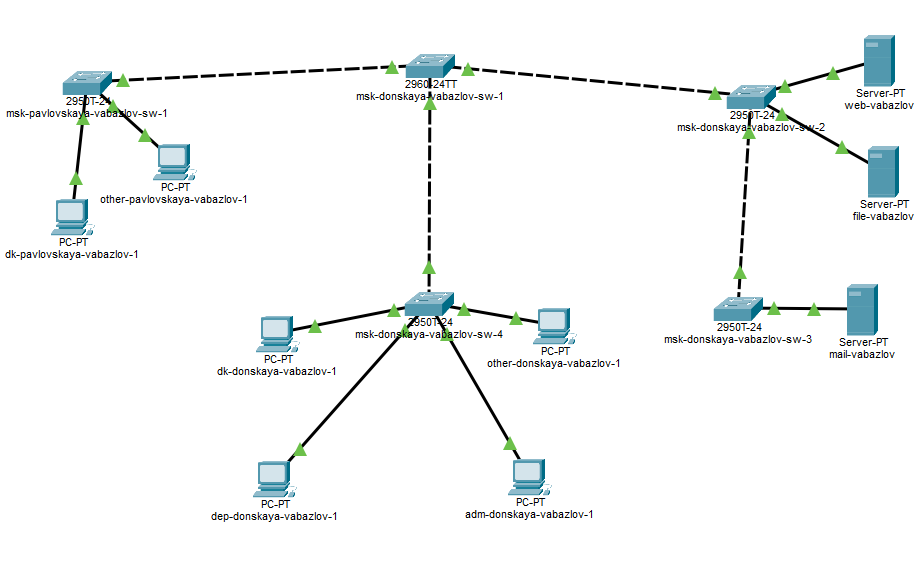 2960-24TT
msk-donskaya-vabazlov-sw-1
2950T-24
msk-pavlovskaya-vabazlov-sw-1
Server-PT
web-vabazlov
2950T-24
msk-donskaya-vabazlov-sw-2
PC-PT
other-pavlovskaya-vabazlov-1
Server-PT
file-vabazlov
PC-PT
dk-pavlovskaya-vabazlov-1
2950T-24
msk-donskaya-vabazlov-sw-4
2950T-24
msk-donskaya-vabazlov-sw-3
Server-PT
mail-vabazlov
PC-PT
dk-donskaya-vabazlov-1
PC-PT
other-donskaya-vabazlov-1
PC-PT
dep-donskaya-vabazlov-1
PC-PT
adm-donskaya-vabazlov-1